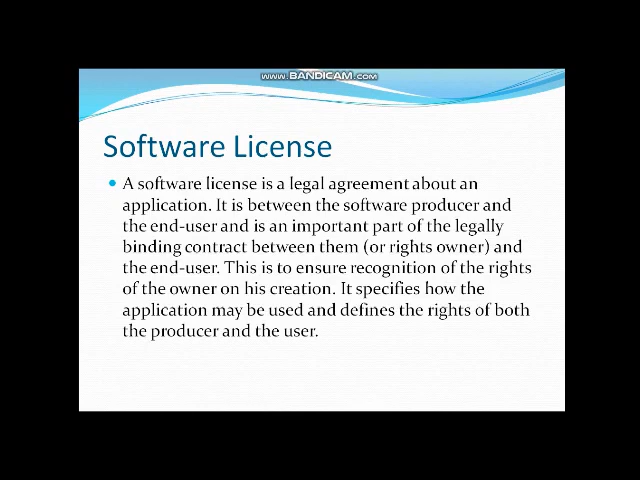 www.BANDICAM.com
Software License
• A software license is a legal agreement about an
application. It is between the software producer and
the end-user and is an important part of the legally
binding contract between them (or rights owner) and
the end-user. This is to ensure recognition of the rights
of the owner on his creation. It specifies how the
application may be used and defines the rights of both
the producer and the user.